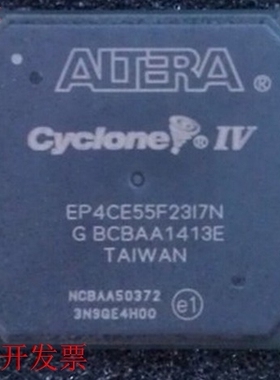 ALTERA®
Cyclone® IV
EP4CE55F23I7N
G BCBAA1413E
TAIWAN
NCBAA50372
3N9QE4H00
e1
开发票